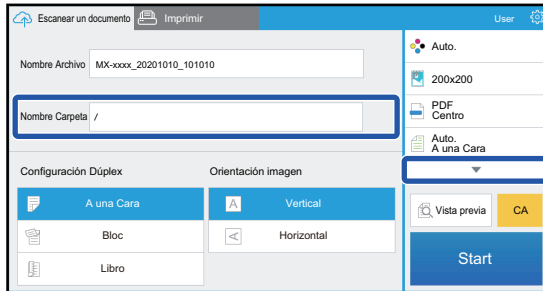 Escanear un documento Imprimir User
Nombre Archivo MX-xxxx_20201010_101010
Nombre Carpeta /
Configuración Dúplex Orientación imagen
A una Cara A Vertical
Bloc A Horizontal
Libro
Auto.
200x200
PDF
Centro
Auto.
A una Cara
Vista previa CA
Start